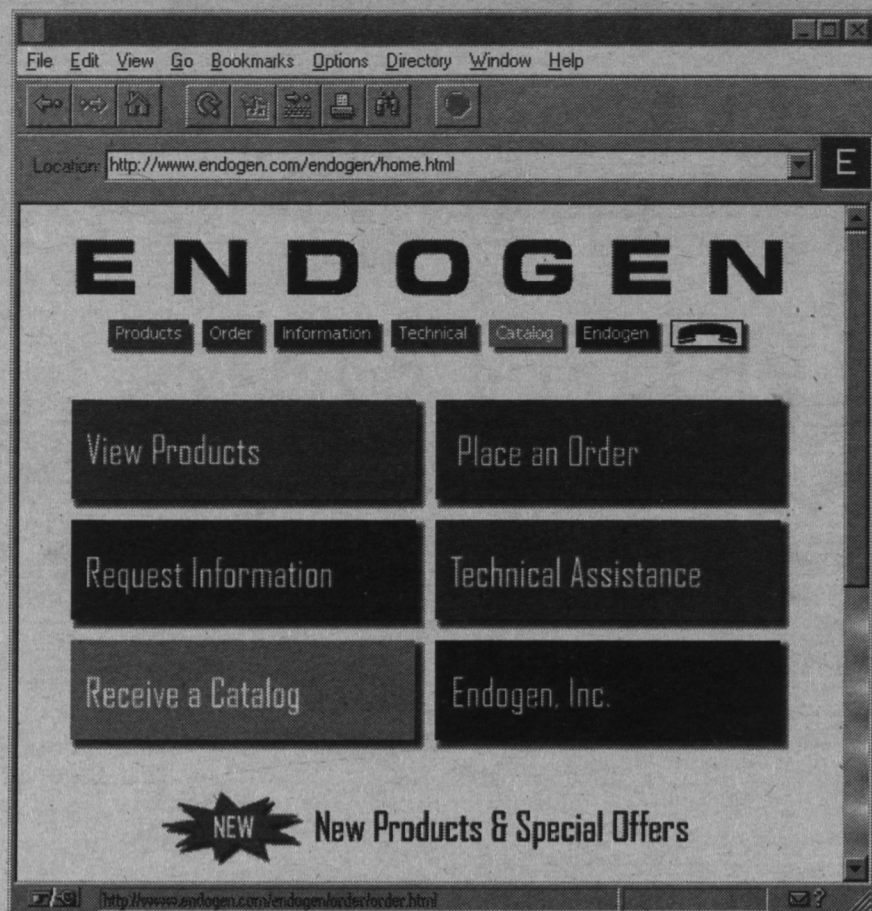 File Edit View Go Bookmarks Options Directory Window Help
Location: http://www.endogen.com/endogen/home.html
E
ENDOGEN
Products Order Information Technical Catalog Endogen
View Products
Place an Order
Request Information
Technical Assistance
Receive a Catalog
Endogen, Inc.
NEW New Products & Special Offers
http://www.endogen.com/endogen/order/order.html
?